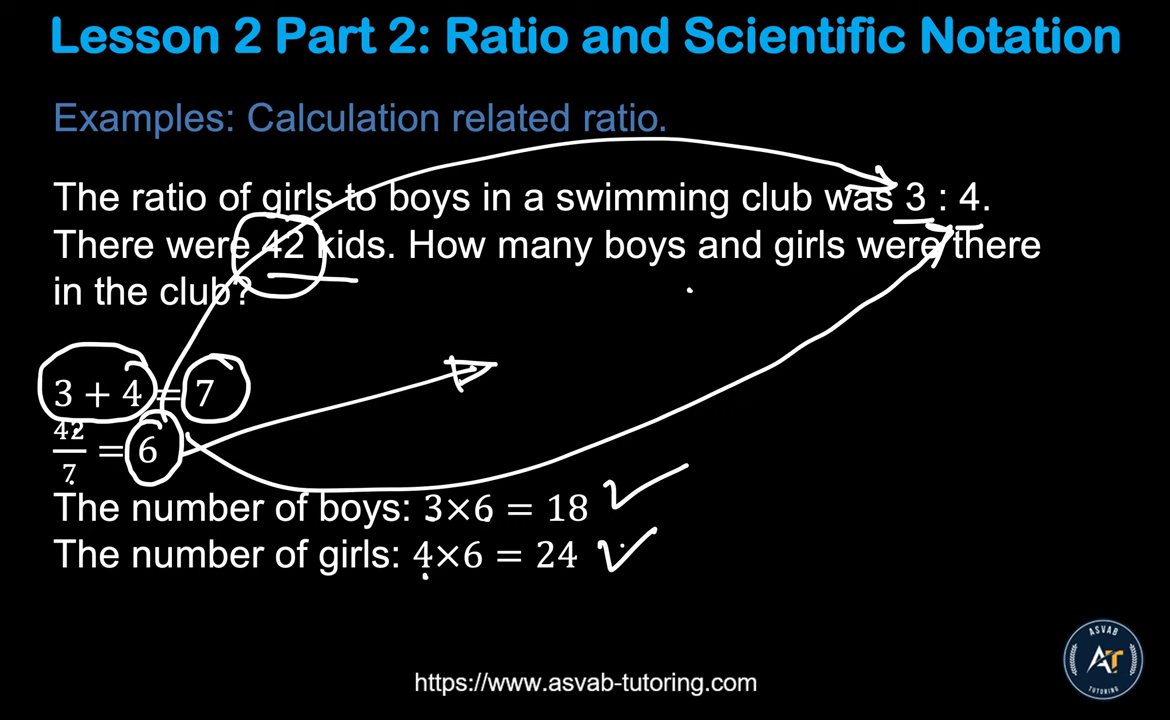 Lesson 2 Part 2: Ratio and Scientific Notation
Examples: Calculation related ratio.
The ratio of girls to boys in a swimming club was 3 : 4.
There were 42 kids. How many boys and girls were there
in the club?
3 + 4 = 7
42/7 = 6
The number of boys: 3×6 = 18
The number of girls: 4×6 = 24
https://www.asvab-tutoring.com
ASVAB
AT
TUTORING